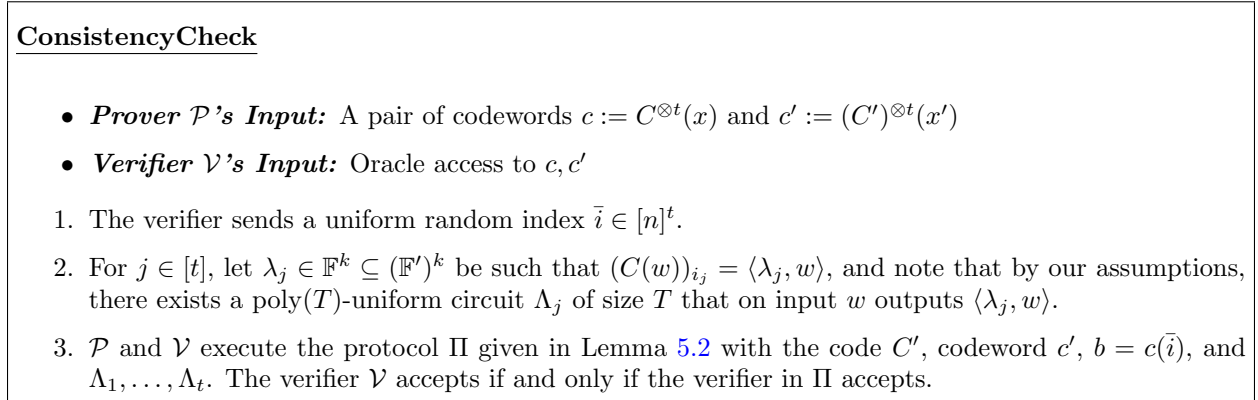 ConsistencyCheck
• Prover 𝒫's Input: A pair of codewords c := C^{⊗t}(x) and c′ := (C′)^{⊗t}(x′)
• Verifier 𝒱's Input: Oracle access to c, c′
1. The verifier sends a uniform random index ī ∈ [n]^t.
2. For j ∈ [t], let λ_j ∈ 𝔽^k ⊆ (𝔽′)^k be such that (C(w))_{i_j} = ⟨λ_j, w⟩, and note that by our assumptions,
there exists a poly(T)-uniform circuit Λ_j of size T that on input w outputs ⟨λ_j, w⟩.
3. 𝒫 and 𝒱 execute the protocol Π given in Lemma 5.2 with the code C′, codeword c′, b = c(ī), and
Λ_1, . . . , Λ_t. The verifier 𝒱 accepts if and only if the verifier in Π accepts.